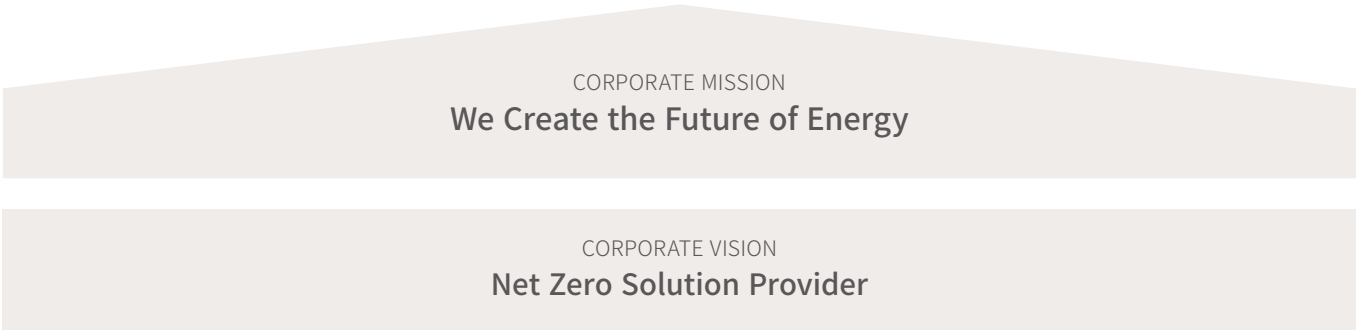 CORPORATE MISSION
We Create the Future of Energy
CORPORATE VISION
Net Zero Solution Provider